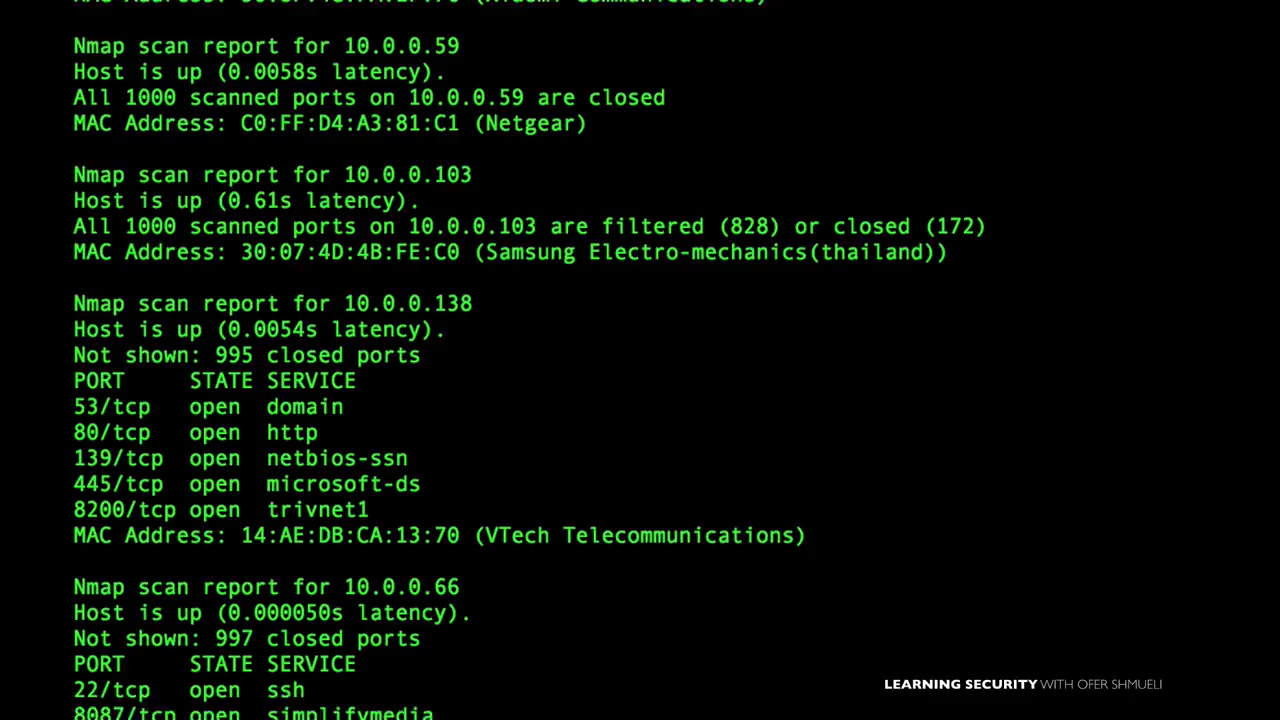 Nmap scan report for 10.0.0.59
Host is up (0.0058s latency).
All 1000 scanned ports on 10.0.0.59 are closed
MAC Address: C0:FF:D4:A3:81:C1 (Netgear)
Nmap scan report for 10.0.0.103
Host is up (0.61s latency).
All 1000 scanned ports on 10.0.0.103 are filtered (828) or closed (172)
MAC Address: 30:07:4D:4B:FE:C0 (Samsung Electro-mechanics(thailand))
Nmap scan report for 10.0.0.138
Host is up (0.0054s latency).
Not shown: 995 closed ports
PORT STATE SERVICE
53/tcp open domain
80/tcp open http
139/tcp open netbios-ssn
445/tcp open microsoft-ds
8200/tcp open trivnet1
MAC Address: 14:AE:DB:CA:13:70 (VTech Telecommunications)
Nmap scan report for 10.0.0.66
Host is up (0.000050s latency).
Not shown: 997 closed ports
PORT STATE SERVICE
22/tcp open ssh
8087/tcp open simplifymedia
LEARNING SECURITY WITH OFER SHMUELI